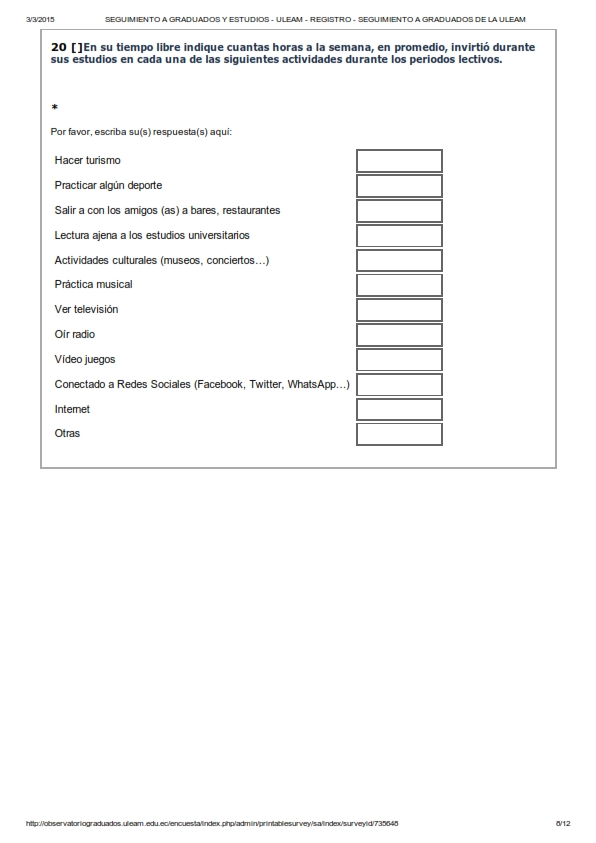 3/3/2015 SEGUIMIENTO A GRADUADOS Y ESTUDIOS - ULEAM - REGISTRO - SEGUIMIENTO A GRADUADOS DE LA ULEAM
20 [ ]En su tiempo libre indique cuantas horas a la semana, en promedio, invirtió durante
sus estudios en cada una de las siguientes actividades durante los periodos lectivos.
*
Por favor, escriba su(s) respuesta(s) aquí:
Hacer turismo
Practicar algún deporte
Salir a con los amigos (as) a bares, restaurantes
Lectura ajena a los estudios universitarios
Actividades culturales (museos, conciertos...)
Práctica musical
Ver televisión
Oír radio
Vídeo juegos
Conectado a Redes Sociales (Facebook, Twitter, WhatsApp...)
Internet
Otras
http://observatoriograduados.uleam.edu.ec/encuesta/index.php/admin/printablesurvey/sa/index/surveyid/735648 8/12